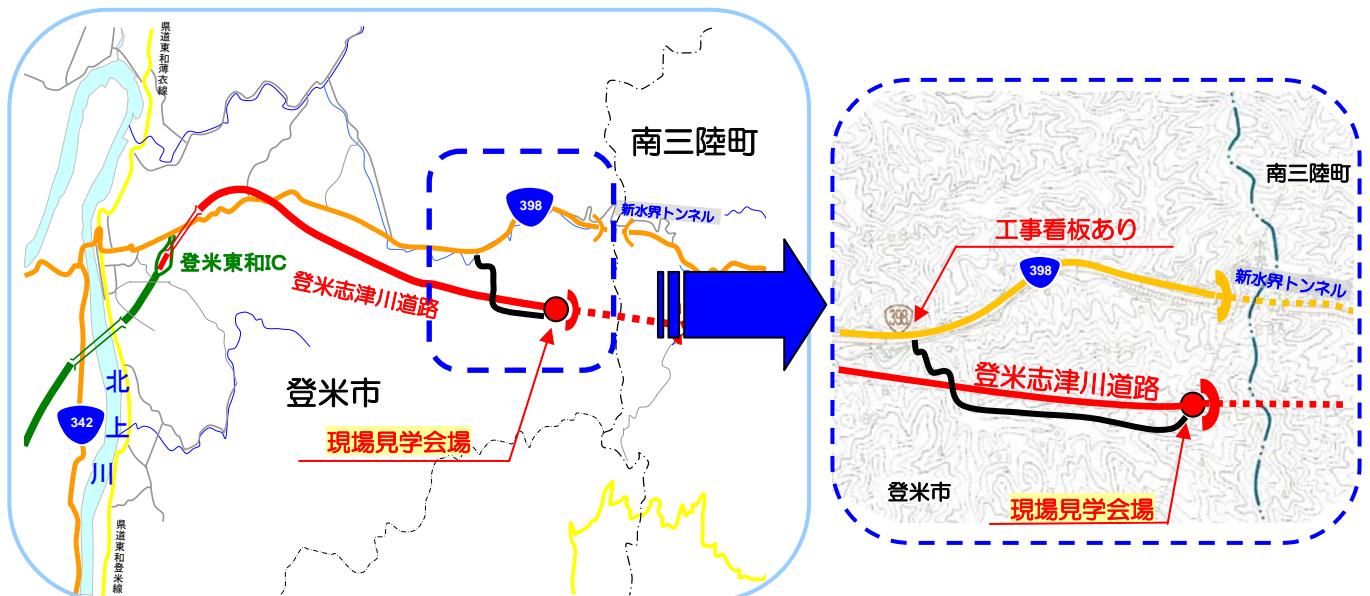 県道東和薄衣線
南三陸町
398
新水界トンネル
登米東和IC
登米志津川道路
登米市
342
北上川
現場見学会場
県道東和登米線
南三陸町
工事看板あり
398
新水界トンネル
398
登米志津川道路
登米市
現場見学会場